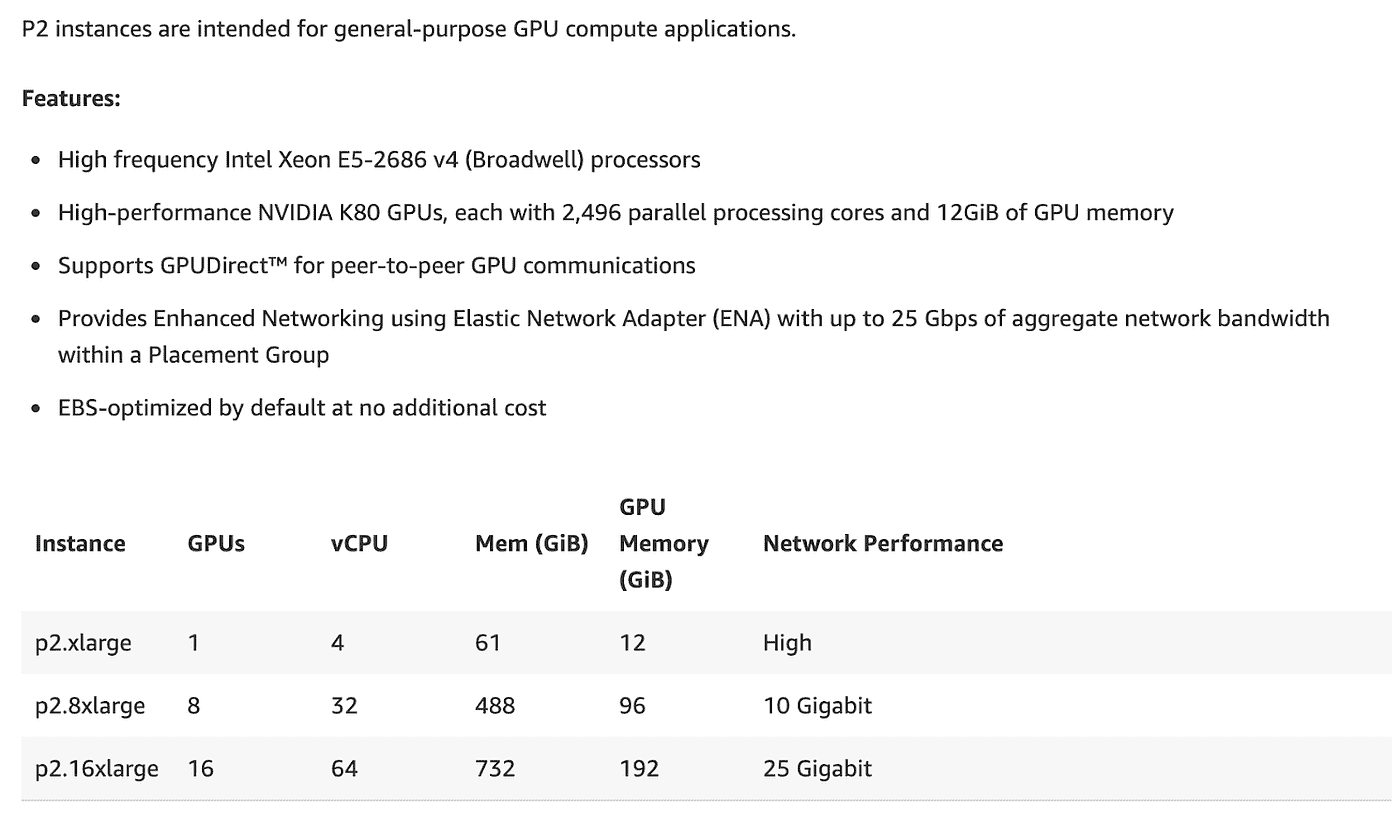 P2 instances are intended for general-purpose GPU compute applications.
Features:
• High frequency Intel Xeon E5-2686 v4 (Broadwell) processors
• High-performance NVIDIA K80 GPUs, each with 2,496 parallel processing cores and 12GiB of GPU memory
• Supports GPUDirect™ for peer-to-peer GPU communications
• Provides Enhanced Networking using Elastic Network Adapter (ENA) with up to 25 Gbps of aggregate network bandwidth
within a Placement Group
• EBS-optimized by default at no additional cost
Instance GPUs vCPU Mem (GiB) GPU Memory (GiB) Network Performance
p2.xlarge 1 4 61 12 High
p2.8xlarge 8 32 488 96 10 Gigabit
p2.16xlarge 16 64 732 192 25 Gigabit